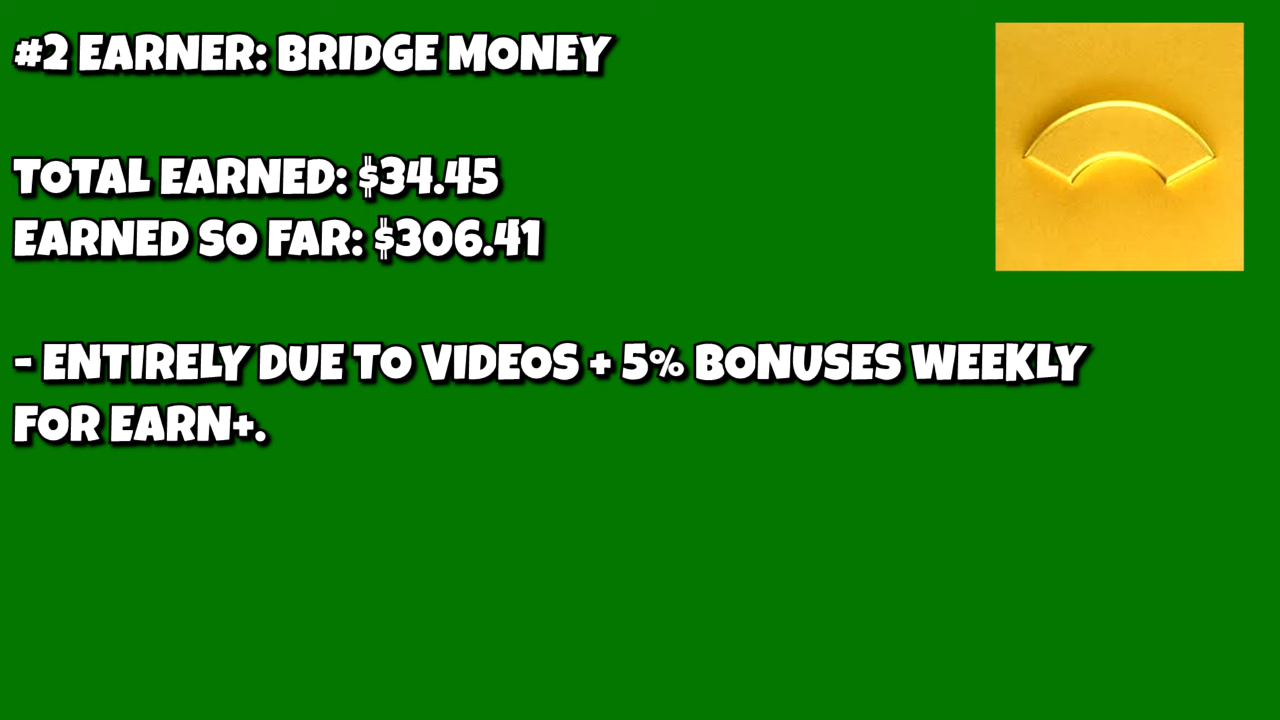 #2 EARNER: BRIDGE MONEY
TOTAL EARNED: $34.45
EARNED SO FAR: $306.41
- ENTIRELY DUE TO VIDEOS + 5% BONUSES WEEKLY
FOR EARN+.